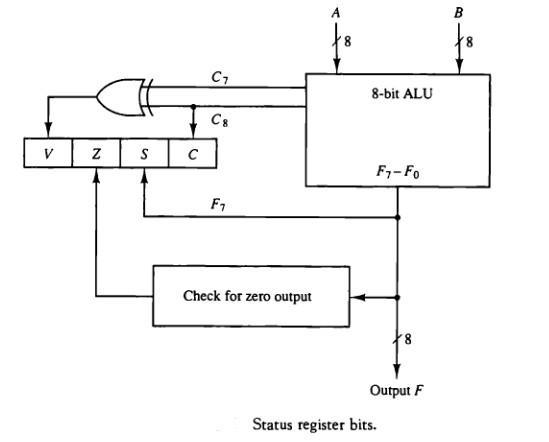 A
B
8
8
C7
8-bit ALU
C8
V Z S C
F7–F0
F7
Check for zero output
8
Output F
Status register bits.